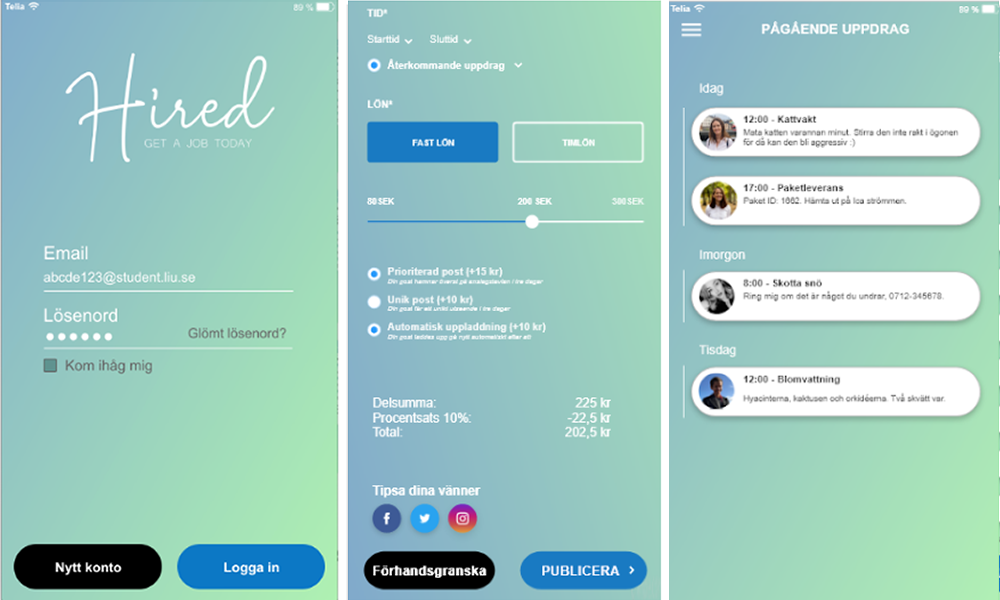 Telia
89 %
Hired
GET A JOB TODAY
Email
abcde123@student.liu.se
Lösenord
Glömt lösenord?
Kom ihåg mig
Nytt konto
Logga in
TID*
Starttid
Sluttid
Återkommande uppdrag
LÖN*
FAST LÖN
TIMLÖN
80SEK
200 SEK
300SEK
Prioriterad post (+15 kr)
Din post hamnar överst på anslagstavlan i tre dagar
Unik post (+10 kr)
Din post får ett unikt utseende i tre dagar
Automatisk uppladdning (+10 kr)
Din post laddas upp på nytt automatiskt efter ett
Delsumma: 225 kr
Procentsats 10%: -22,5 kr
Total: 202,5 kr
Tipsa dina vänner
Förhandsgranska
PUBLICERA
Telia
89 %
PÅGÅENDE UPPDRAG
Idag
12:00 - Kattvakt
Mata katten varannan minut. Stirra den inte rakt i ögonen
för då kan den bli aggressiv :)
17:00 - Paketleverans
Paket ID: 1662. Hämta ut på Ica strömmen.
Imorgon
8:00 - Skotta snö
Ring mig om det är något du undrar, 0712-345678.
Tisdag
12:00 - Blomvattning
Hyacinterna, kaktusen och orkidéerna. Två skvätt var.